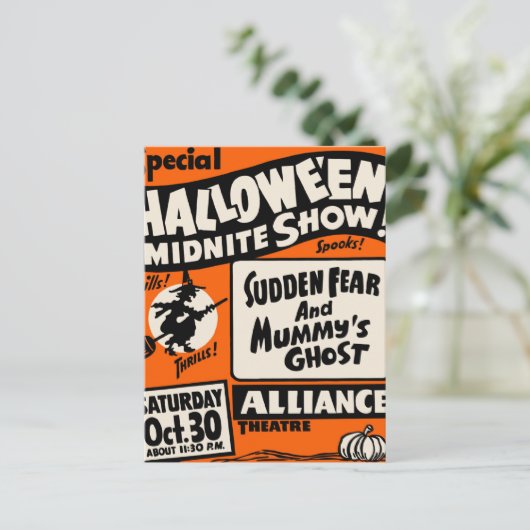 Special
HALLOWE'EN
MIDNITE SHOW!
Spooks!
ills!
SUDDEN FEAR
And
MUMMY'S
GHOST
THRILLS!
SATURDAY
Oct. 30
ABOUT 11:30 P.M.
ALLIANCE
THEATRE